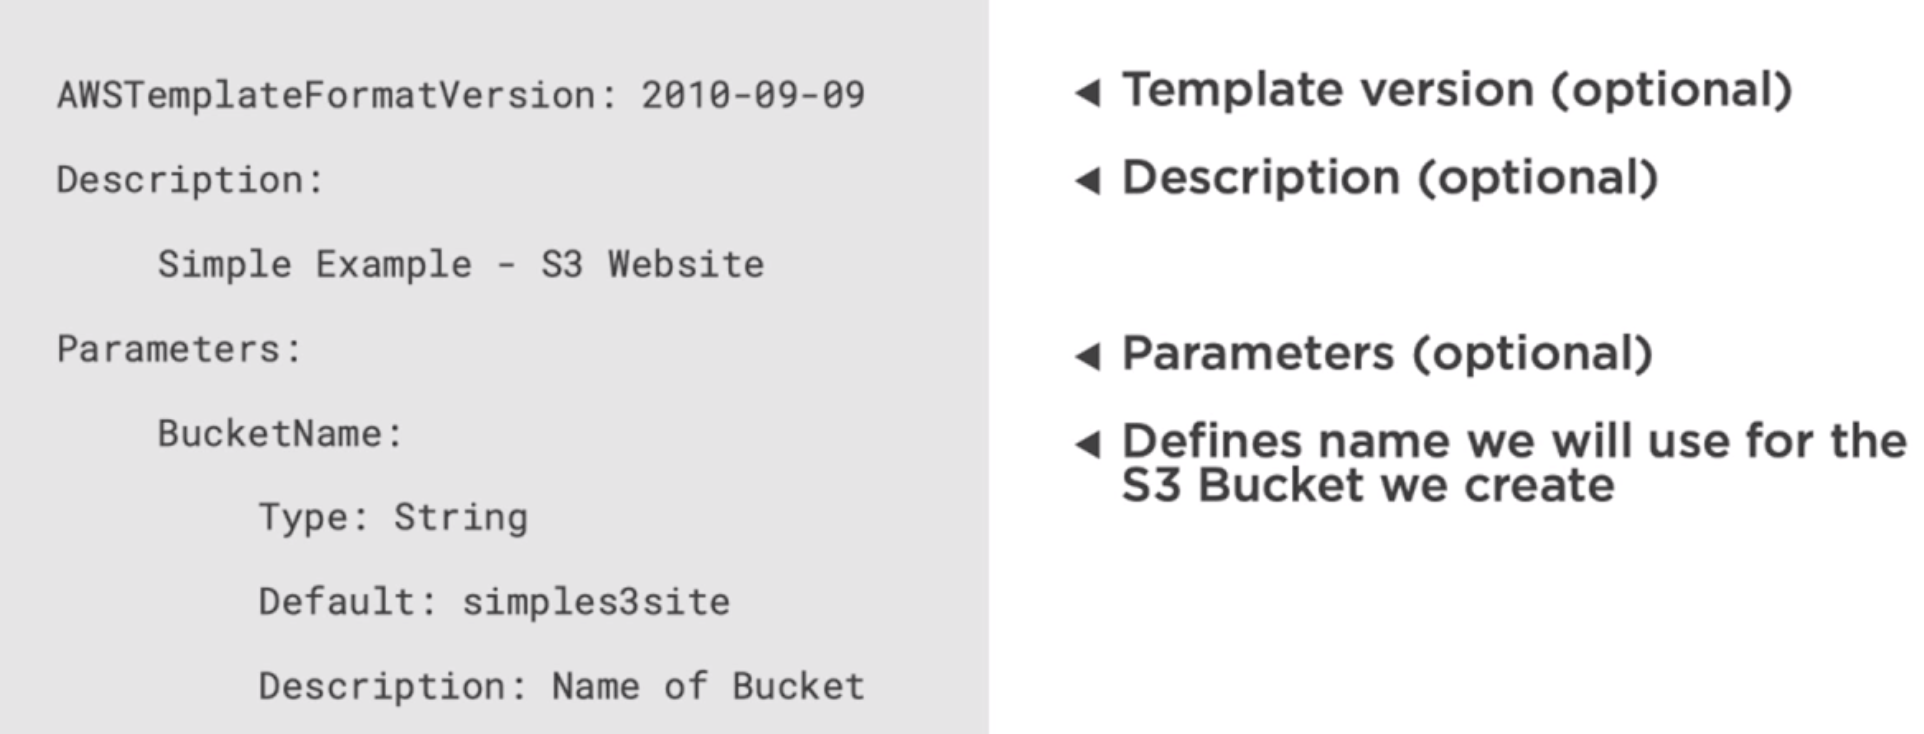 AWSTemplateFormatVersion: 2010-09-09
Description:
Simple Example - S3 Website
Parameters:
BucketName:
Type: String
Default: simples3site
Description: Name of Bucket
◄ Template version (optional)
◄ Description (optional)
◄ Parameters (optional)
◄ Defines name we will use for the
S3 Bucket we create